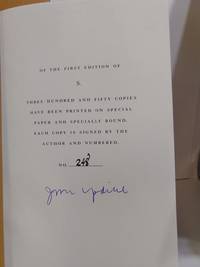 OF THE FIRST EDITION OF
S.
THREE HUNDRED AND FIFTY COPIES
HAVE BEEN PRINTED ON SPECIAL
PAPER AND SPECIALLY BOUND.
EACH COPY IS SIGNED BY THE
AUTHOR AND NUMBERED.
NO. 248
John Updike